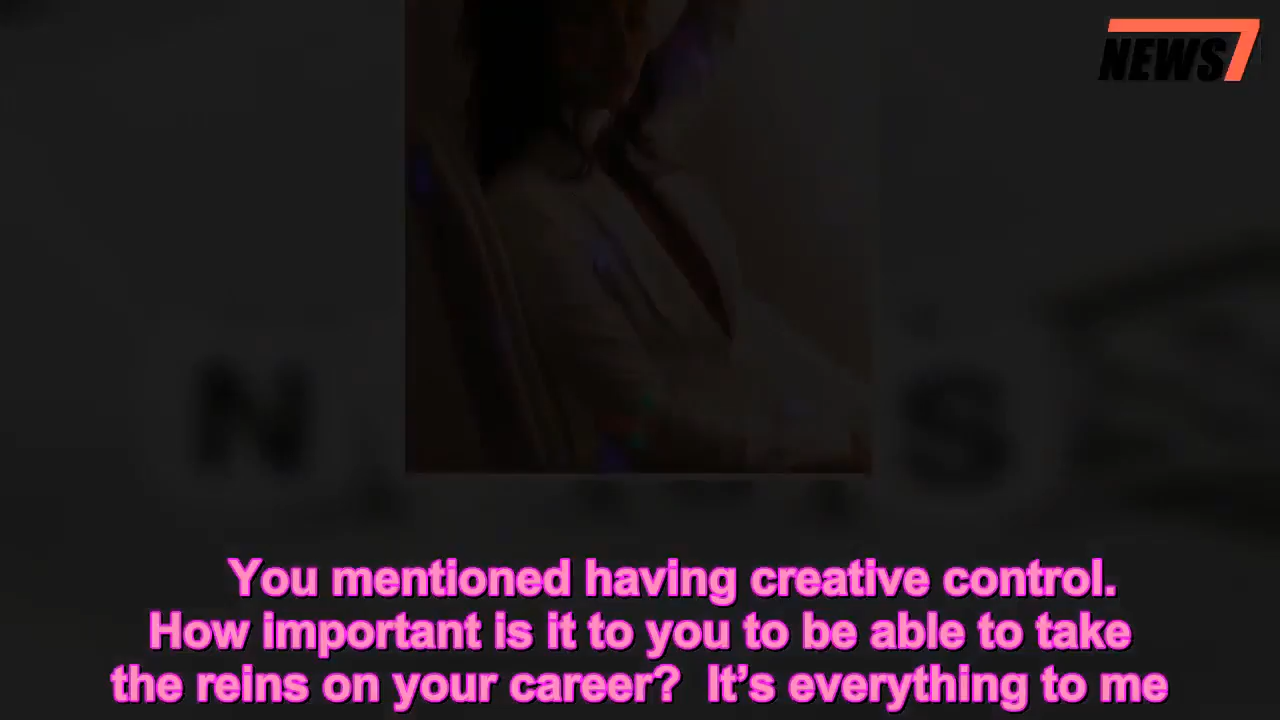 NEWS7
N S
You mentioned having creative control.
How important is it to you to be able to take
the reins on your career?  It’s everything to me